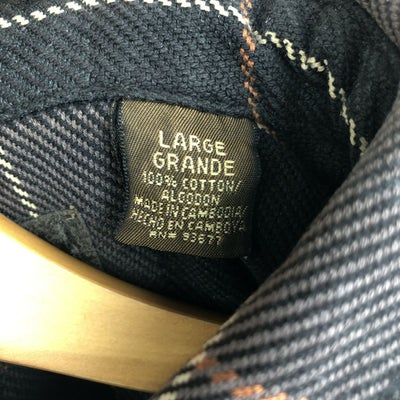 LARGE
GRANDE
100% COTTON/
ALGODON
MADE IN CAMBODIA/
HECHO EN CAMBOYA
RN# 93677